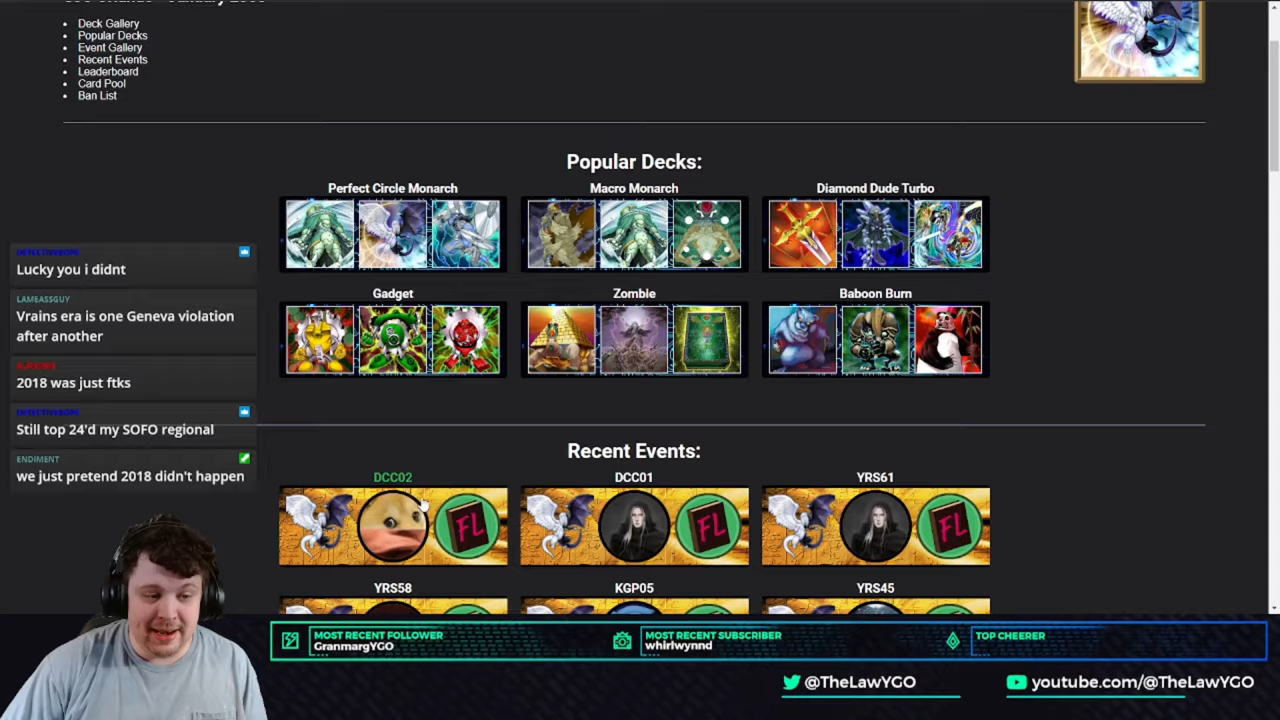 Deck Gallery
Popular Decks
Event Gallery
Recent Events
Leaderboard
Card Pool
Ban List
Popular Decks:
Perfect Circle Monarch
Macro Monarch
Diamond Dude Turbo
Gadget
Zombie
Baboon Burn
Lucky you i didnt
LAMEASSGUY
Vrains era is one Geneva violation
after another
2018 was just ftks
Still top 24'd my SOFO regional
ENDIMENT
we just pretend 2018 didn't happen
Recent Events:
DCC02
DCC01
YRS61
FL
FL
FL
YRS58
KGP05
YRS45
MOST RECENT FOLLOWER
GranmargYGO
MOST RECENT SUBSCRIBER
whirlwynnd
TOP CHEERER
@TheLawYGO
youtube.com/@TheLawYGO